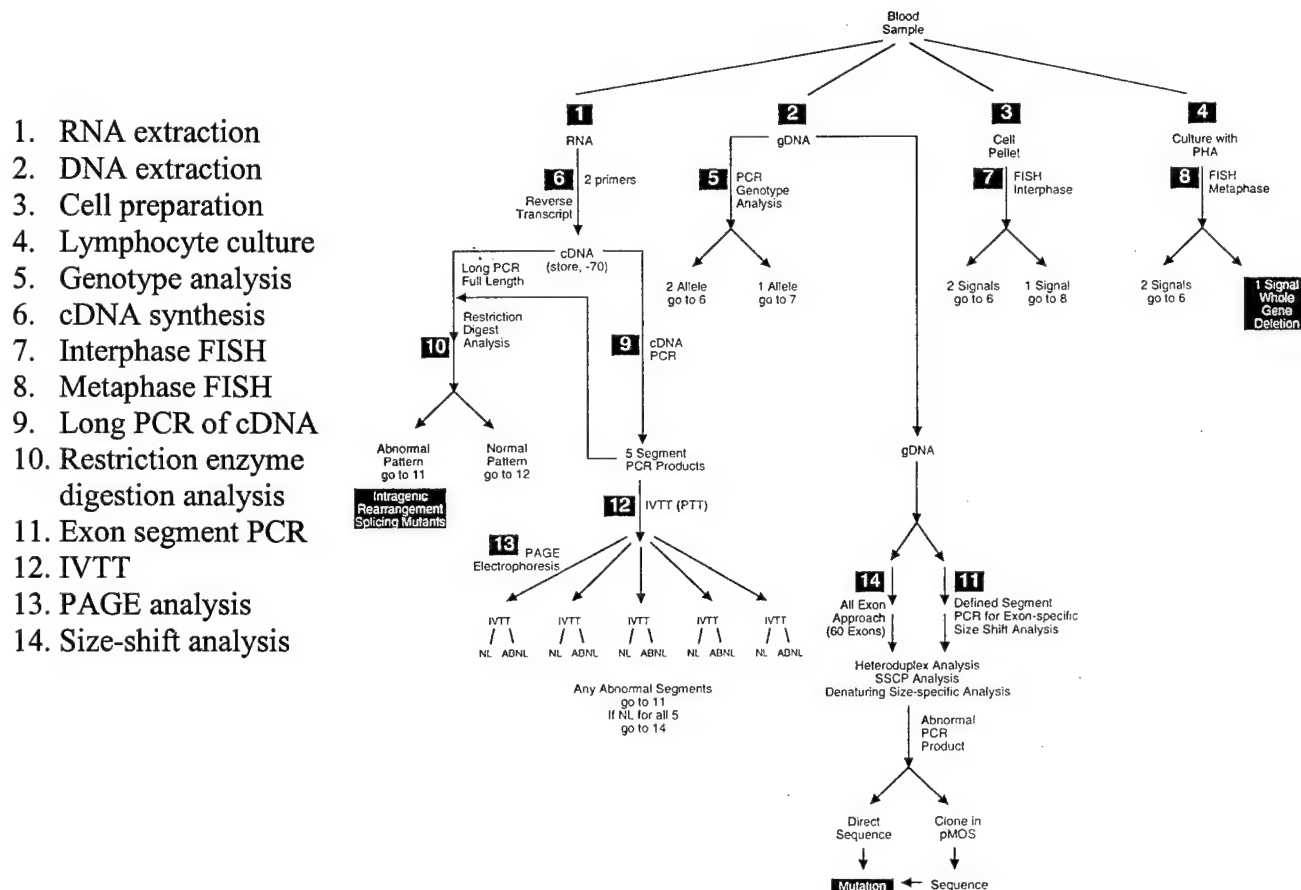 1. RNA extraction
2. DNA extraction
3. Cell preparation
4. Lymphocyte culture
5. Genotype analysis
6. cDNA synthesis
7. Interphase FISH
8. Metaphase FISH
9. Long PCR of cDNA
10. Restriction enzyme
digestion analysis
11. Exon segment PCR
12. IVTT
13. PAGE analysis
14. Size-shift analysis
Blood
Sample
1
RNA
2
gDNA
3
Cell
Pellet
4
Culture with
PHA
6
2 primers
Reverse
Transcript
5
PCR
Genotype
Analysis
7
FISH
Interphase
8
FISH
Metaphase
cDNA
(store, -70)
Long PCR
Full Length
2 Allele
go to 6
1 Allele
go to 7
2 Signals
go to 6
1 Signal
go to 8
2 Signals
go to 6
1 Signal
Whole
Gene
Deletion
Restriction
Digest
Analysis
10
9
cDNA
PCR
Abnormal
Pattern
go to 11
Normal
Pattern
go to 12
Intragenic
Rearrangement
Splicing Mutants
5 Segment
PCR Products
gDNA
12
IVTT (PTT)
13
PAGE
Electrophoresis
IVTT
IVTT
IVTT
IVTT
IVTT
NL ABNL
NL ABNL
NL ABNL
NL ABNL
NL ABNL
Any Abnormal Segments
go to 11
If NL for all 5
go to 14
14
All Exon
Approach
(60 Exons)
11
Defined Segment
PCR for Exon-specific
Size Shift Analysis
Heteroduplex Analysis
SSCP Analysis
Denaturing Size-specific Analysis
Abnormal
PCR
Product
Direct
Sequence
Clone in
pMOS
Mutation
Sequence